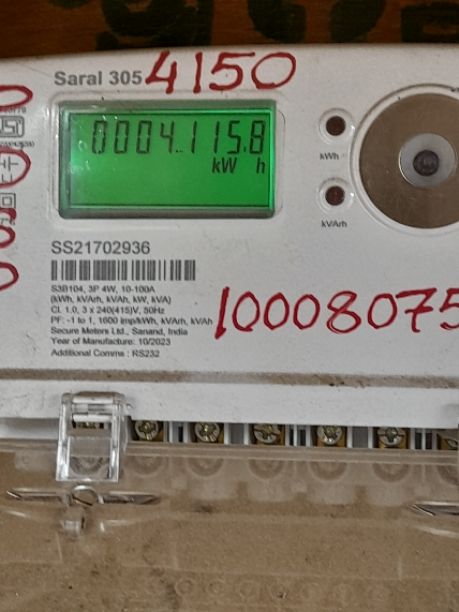 Saral 305
4150
0004115.8
kW h
kWh
kVArh
SS21702936
S3B104, 3P 4W, 10-100A
(kWh, kVArh, kVAh, kW, kVA)
Cl. 1.0, 3 x 240(415)V, 50Hz
PF: -1 to 1, 1600 imp/kWh, kVArh, kVAh
Secure Meters Ltd., Sanand, India
Year of Manufacture: 10/2023
Additional Comms : RS232
10008075